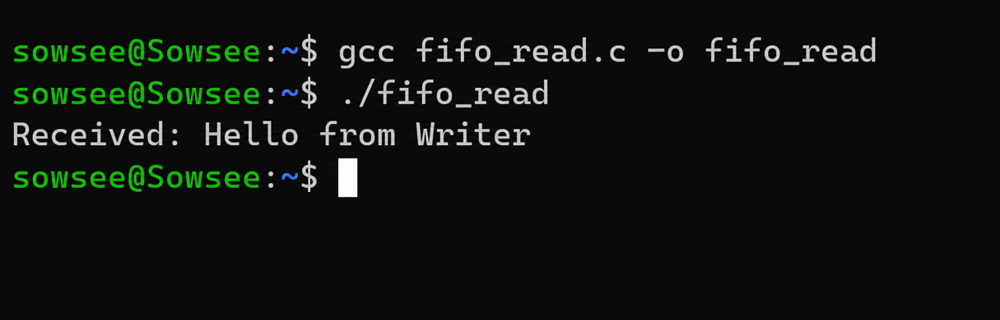 sowsee@Sowsee:~$ gcc fifo_read.c -o fifo_read
sowsee@Sowsee:~$ ./fifo_read
Received: Hello from Writer
sowsee@Sowsee:~$